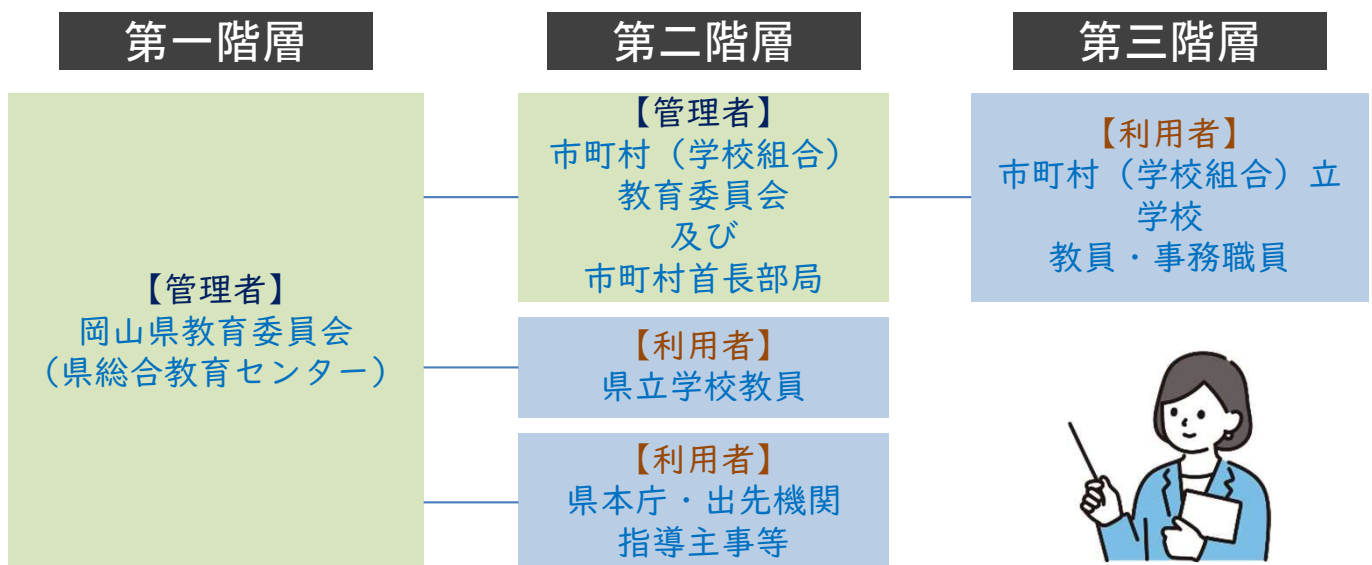 第一階層
第二階層
第三階層
【管理者】
岡山県教育委員会
（県総合教育センター）
【管理者】
市町村（学校組合）
教育委員会
及び
市町村首長部局
【利用者】
県立学校教員
【利用者】
県本庁・出先機関
指導主事等
【利用者】
市町村（学校組合）立
学校
教員・事務職員